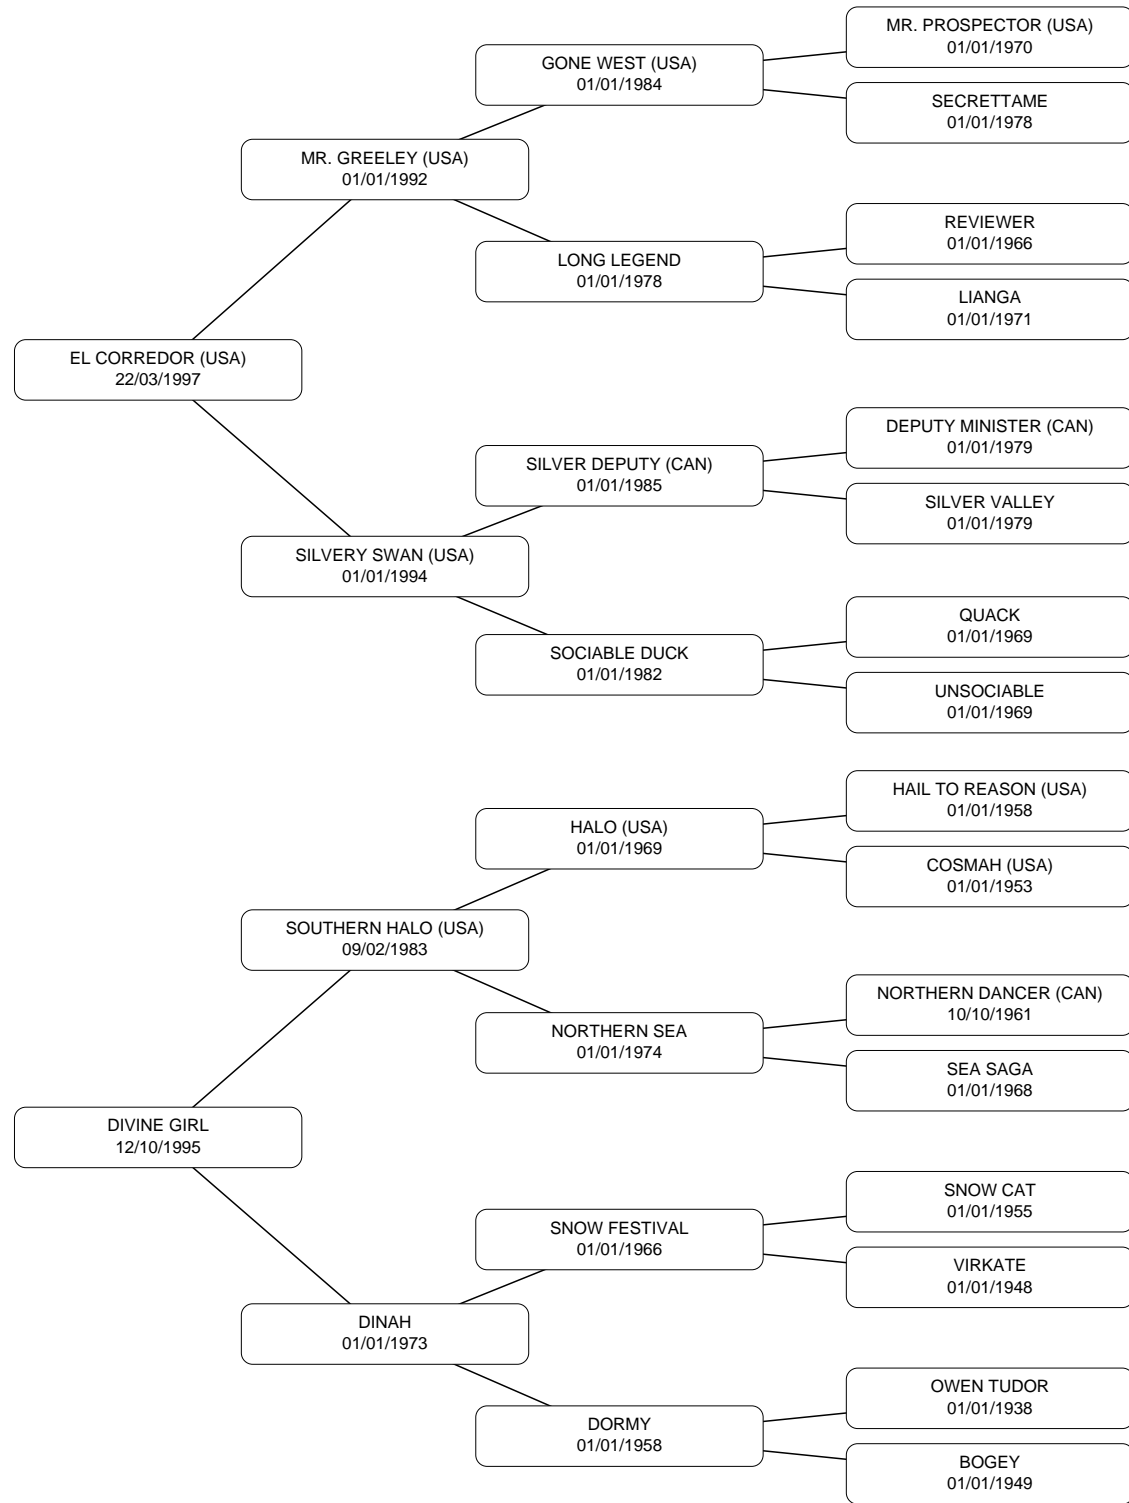 MR. PROSPECTOR (USA)
01/01/1970
GONE WEST (USA)
01/01/1984
SECRETTAME
01/01/1978
MR. GREELEY (USA)
01/01/1992
REVIEWER
01/01/1966
LONG LEGEND
01/01/1978
LIANGA
01/01/1971
EL CORREDOR (USA)
22/03/1997
DEPUTY MINISTER (CAN)
01/01/1979
SILVER DEPUTY (CAN)
01/01/1985
SILVER VALLEY
01/01/1979
SILVERY SWAN (USA)
01/01/1994
QUACK
01/01/1969
SOCIABLE DUCK
01/01/1982
UNSOCIABLE
01/01/1969
HAIL TO REASON (USA)
01/01/1958
HALO (USA)
01/01/1969
COSMAH (USA)
01/01/1953
SOUTHERN HALO (USA)
09/02/1983
NORTHERN DANCER (CAN)
10/10/1961
NORTHERN SEA
01/01/1974
SEA SAGA
01/01/1968
DIVINE GIRL
12/10/1995
SNOW CAT
01/01/1955
SNOW FESTIVAL
01/01/1966
VIRKATE
01/01/1948
DINAH
01/01/1973
OWEN TUDOR
01/01/1938
DORMY
01/01/1958
BOGEY
01/01/1949